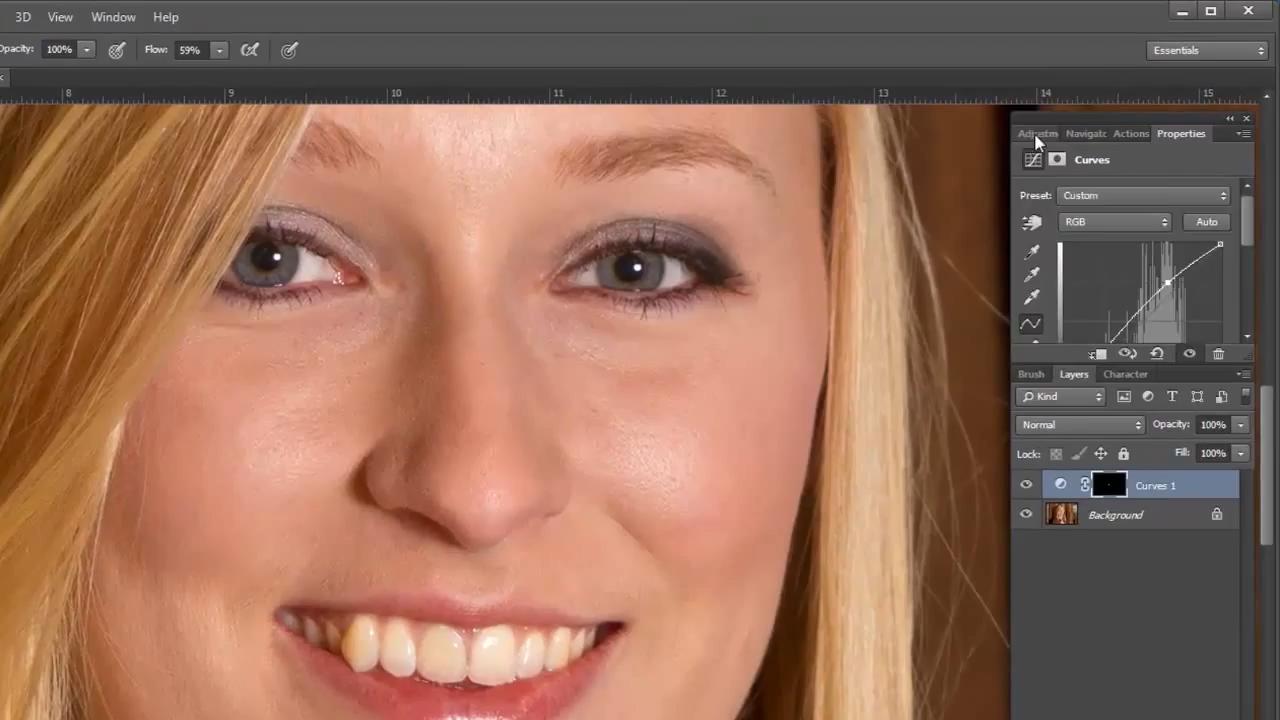 3D View Window Help
Opacity: 100% Flow: 59% Essentials
8 9 10 11 12 13 14 15
Adjustm Navigatc Actions Properties
Curves
Preset: Custom
RGB Auto
Brush Layers Character
Kind T
Normal Opacity: 100%
Lock: Fill: 100%
Curves 1
Background